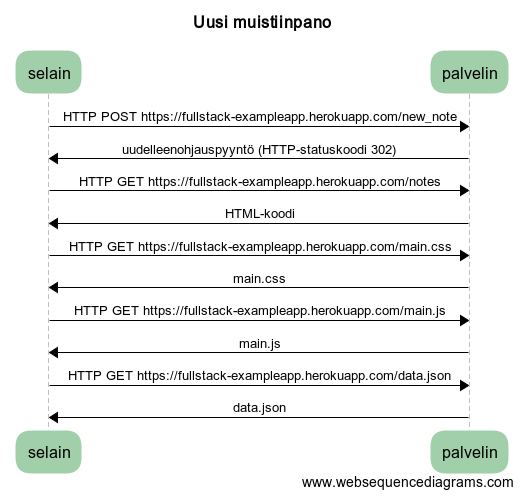 Uusi muistiinpano
selain palvelin
HTTP POST https://fullstack-exampleapp.herokuapp.com/new_note
uudelleenohjauspyyntö (HTTP-statuskoodi 302)
HTTP GET https://fullstack-exampleapp.herokuapp.com/notes
HTML-koodi
HTTP GET https://fullstack-exampleapp.herokuapp.com/main.css
main.css
HTTP GET https://fullstack-exampleapp.herokuapp.com/main.js
main.js
HTTP GET https://fullstack-exampleapp.herokuapp.com/data.json
data.json
selain palvelin
www.websequencediagrams.com